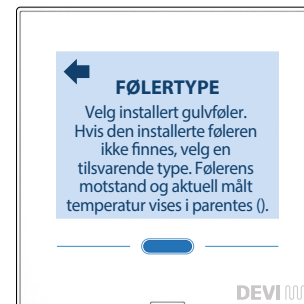 FØLERTYPE
Velg installert gulvføler.
Hvis den installerte føleren
ikke finnes, velg en
tilsvarende type. Følerens
motstand og aktuell målt
temperatur vises i parentes ().
DEVI